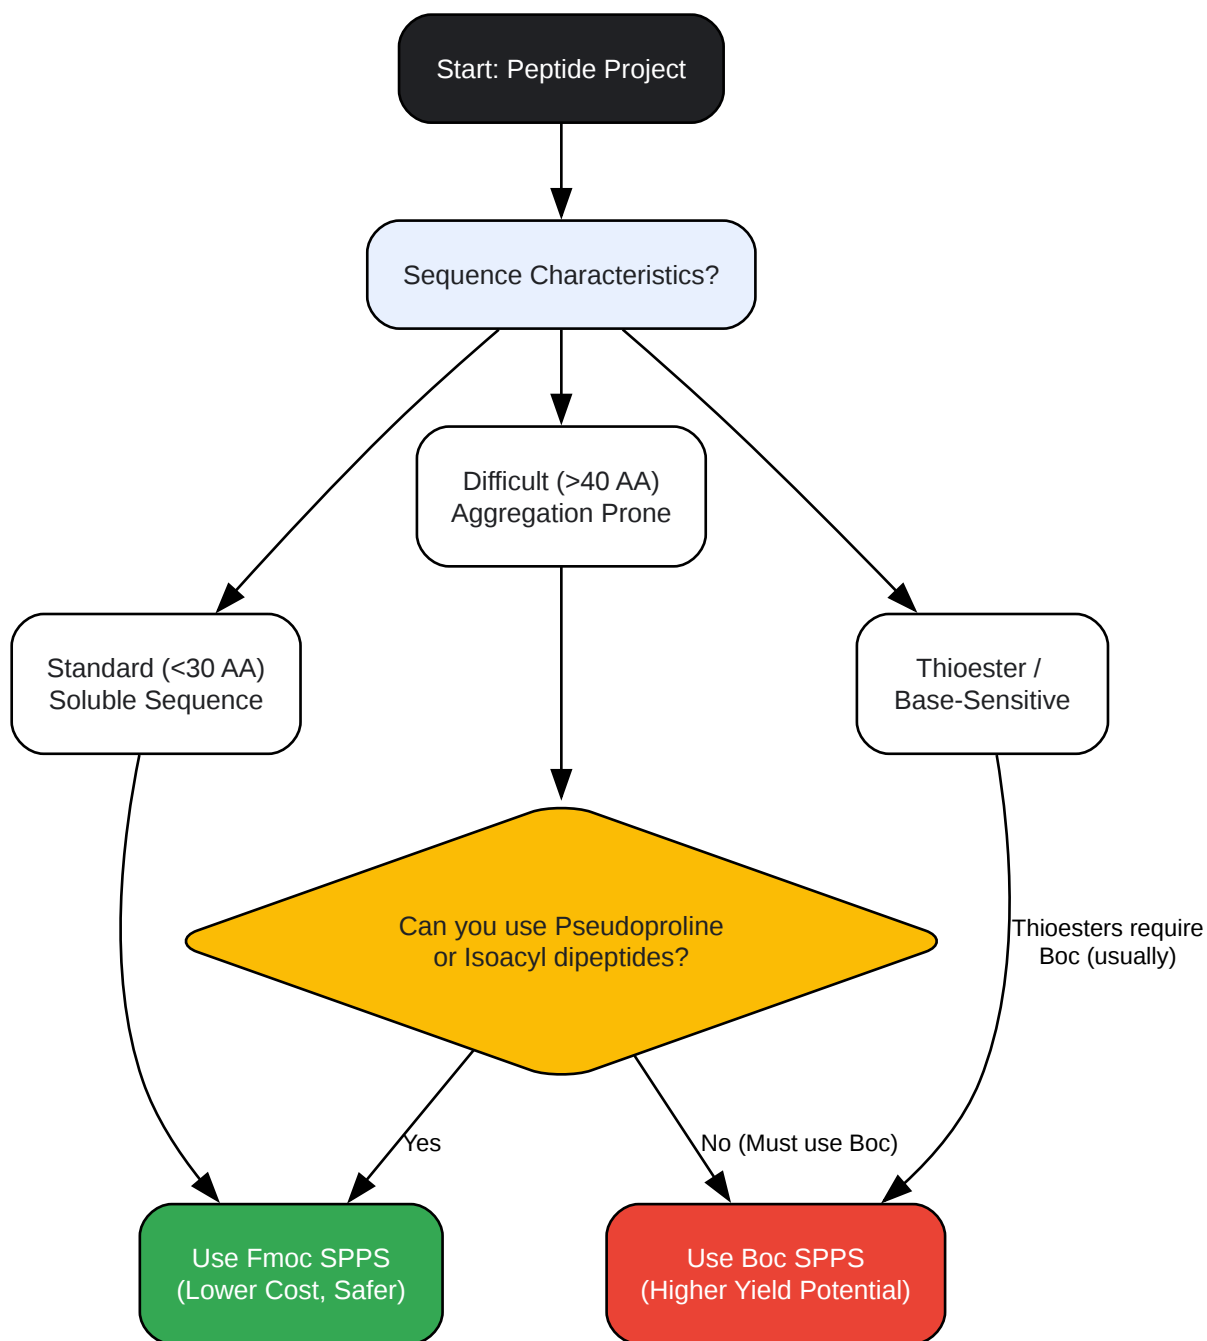 Start: Peptide Project
Sequence Characteristics?
Difficult (>40 AA)
Aggregation Prone
Standard (<30 AA)
Soluble Sequence
Thioester /
Base-Sensitive
Can you use Pseudoproline
or Isoacyl dipeptides?
Thioesters require
Boc (usually)
Yes
No (Must use Boc)
Use Fmoc SPPS
(Lower Cost, Safer)
Use Boc SPPS
(Higher Yield Potential)